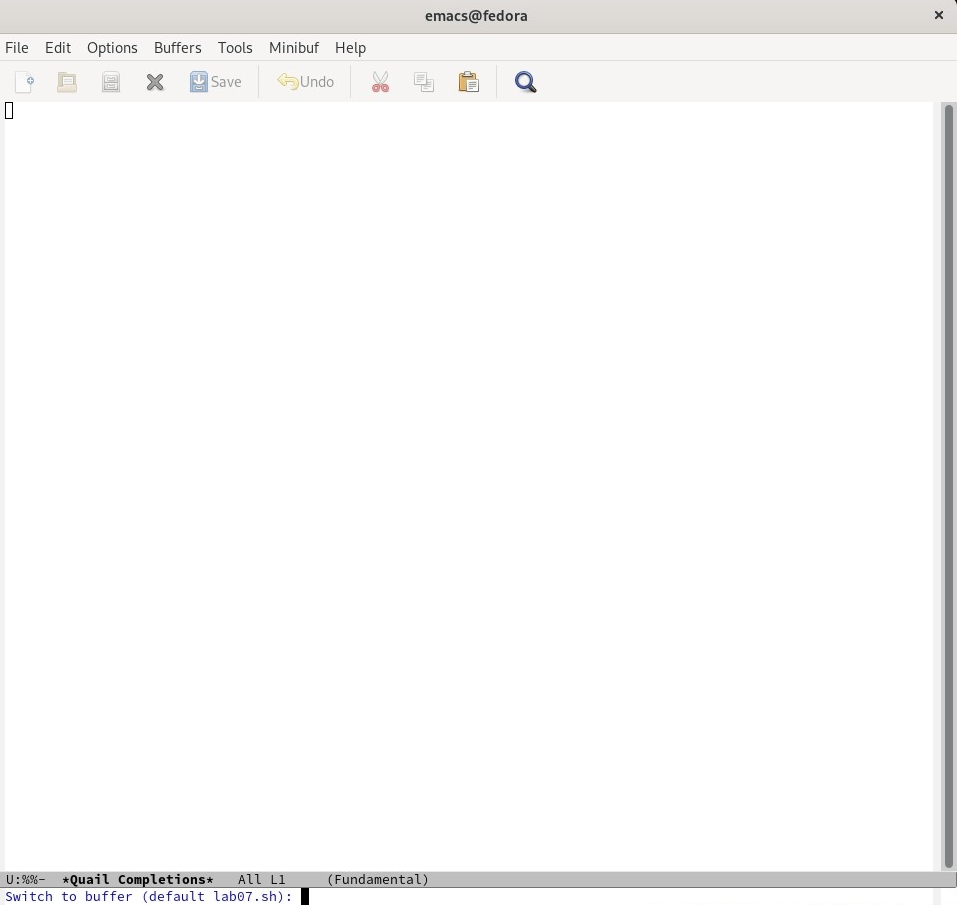 emacs@fedora ×
File Edit Options Buffers Tools Minibuf Help
Save Undo
U:%%- *Quail Completions* All L1 (Fundamental)
Switch to buffer (default lab07.sh):